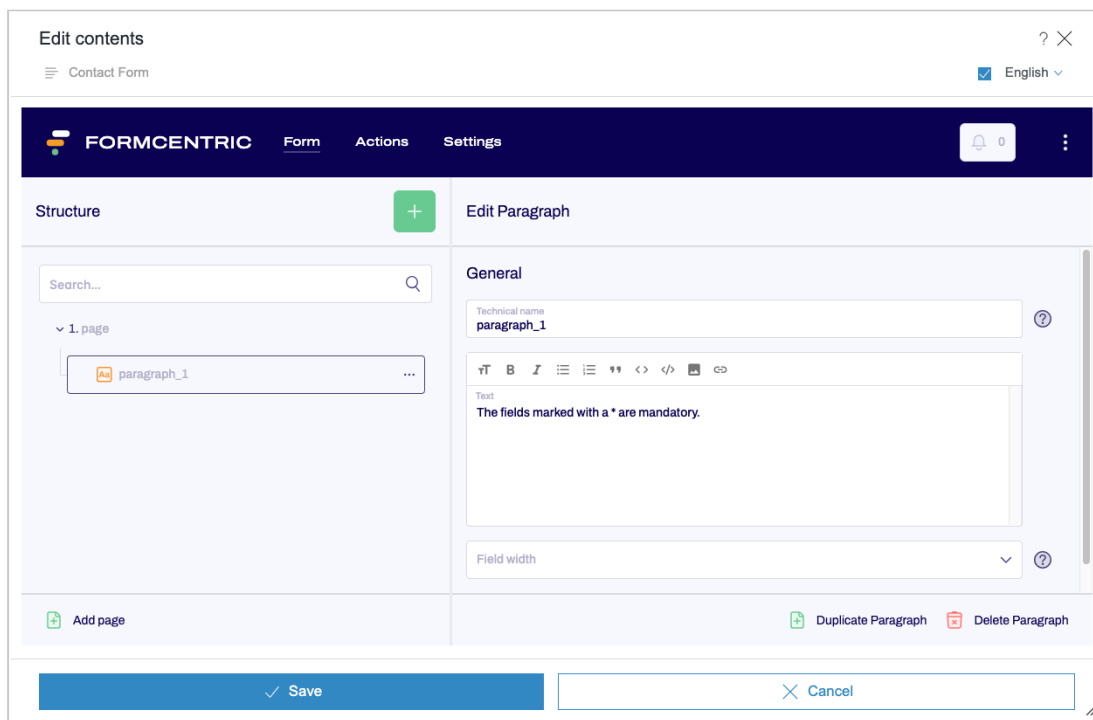 Edit contents
?
Contact Form
English
FORMCENTRIC Form Actions Settings 0
Structure
+
Edit Paragraph
Search...
1. page
Aa paragraph_1 ...
General
Technical name
paragraph_1
?
Text
The fields marked with a * are mandatory.
Field width
?
Add page
Duplicate Paragraph Delete Paragraph
Save Cancel